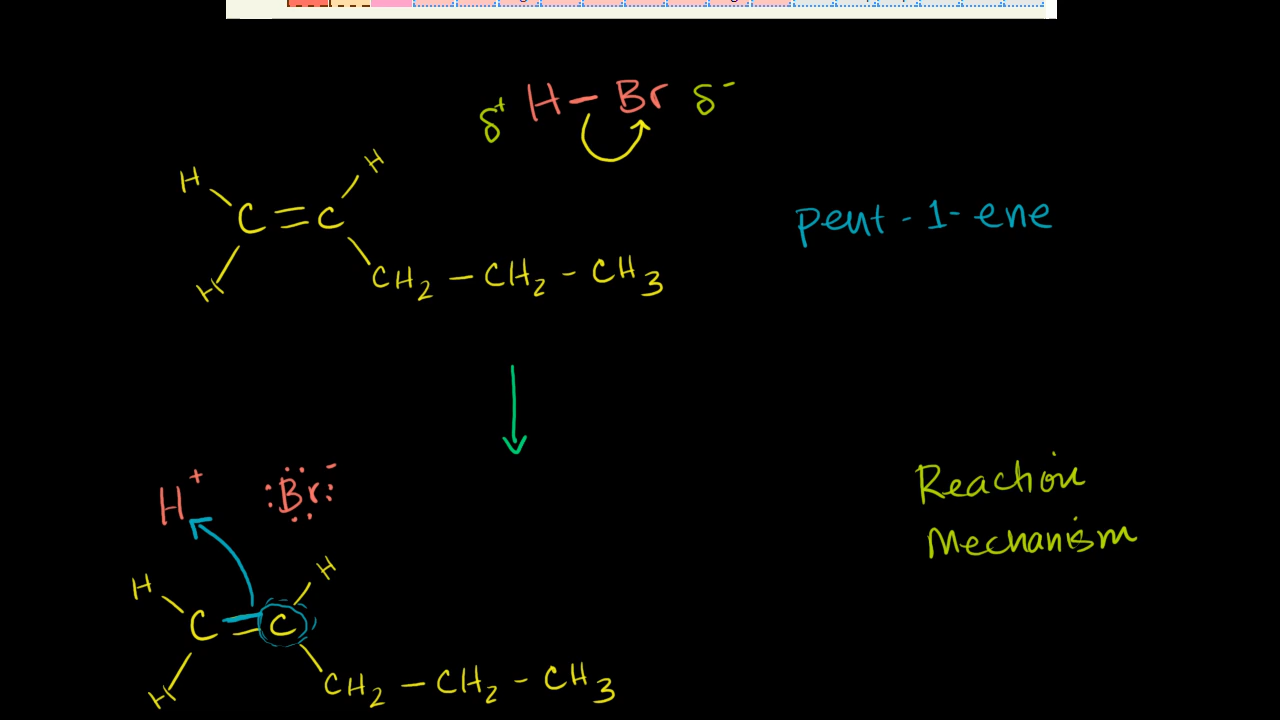 δ⁺ H – Br δ⁻
H H
C = C
H CH₂ – CH₂ – CH₃
pent - 1 - ene
H⁺ :Br:⁻
Reaction
Mechanism
H H
C = C
H CH₂ – CH₂ – CH₃